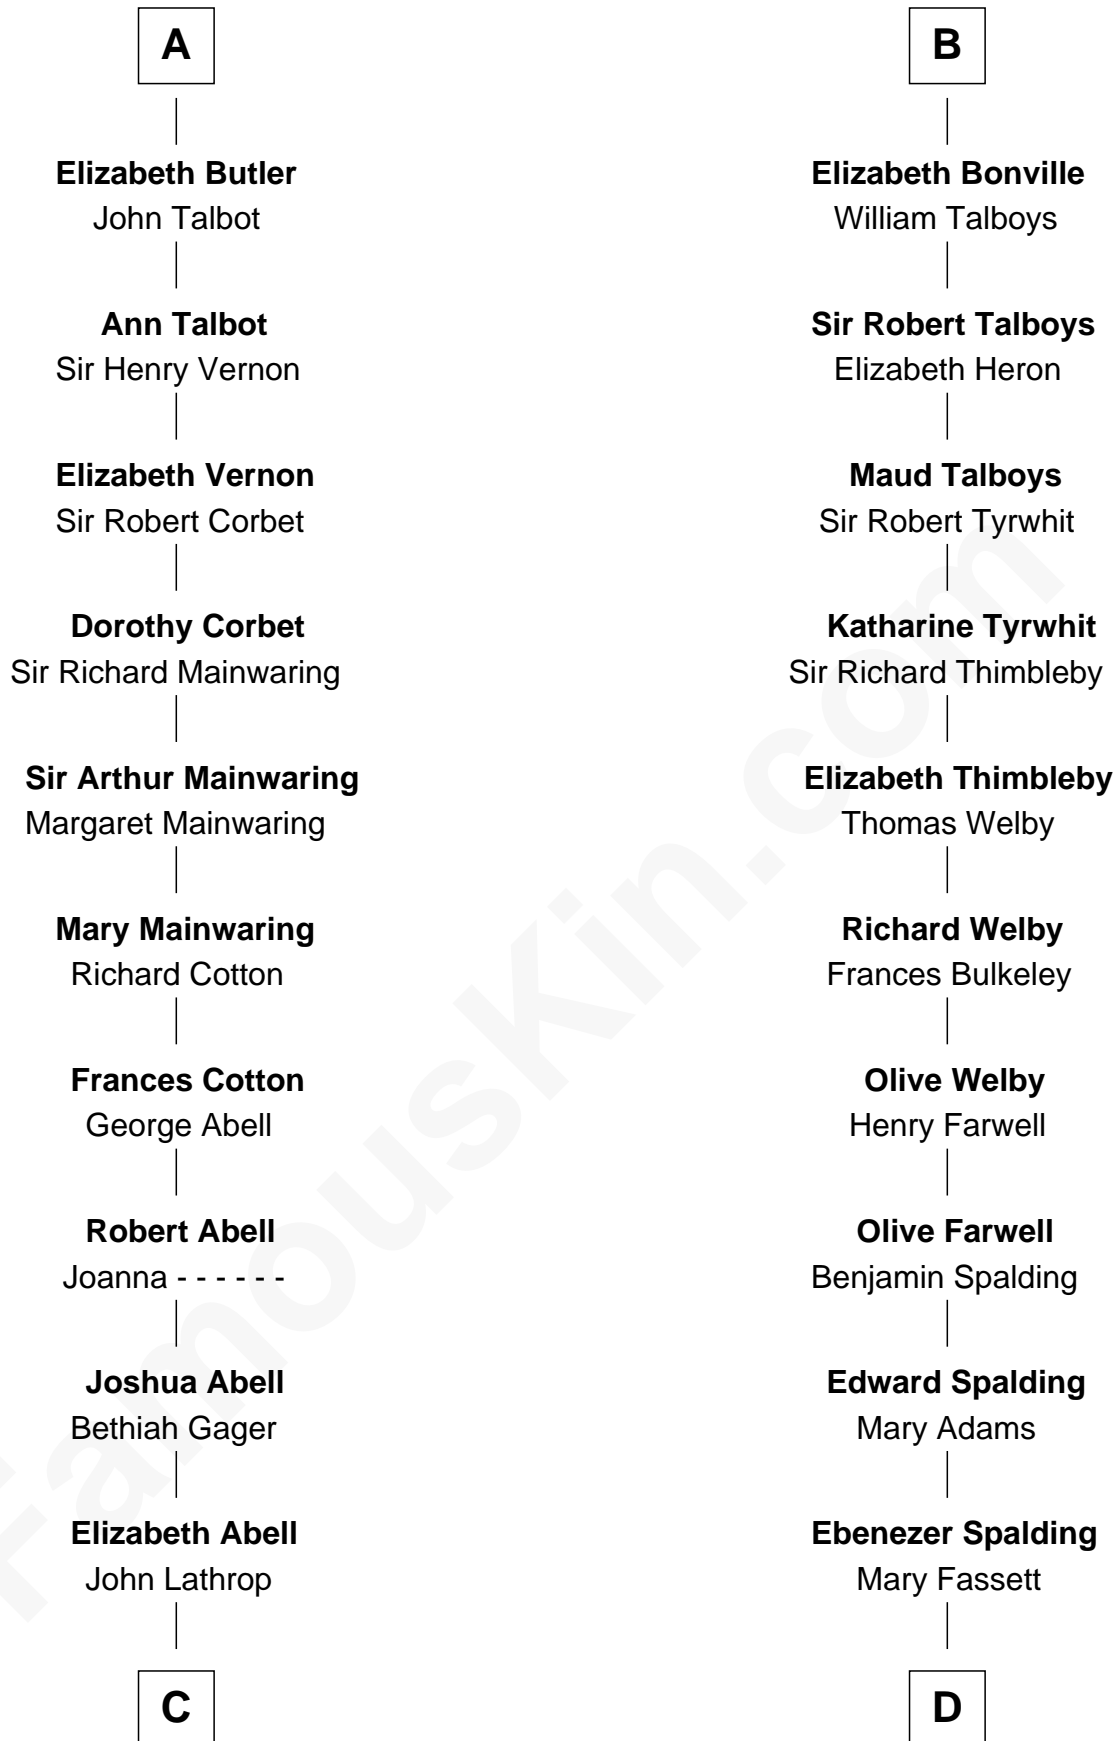 A
Elizabeth Butler
John Talbot
Ann Talbot
Sir Henry Vernon
Elizabeth Vernon
Sir Robert Corbet
Dorothy Corbet
Sir Richard Mainwaring
Sir Arthur Mainwaring
Margaret Mainwaring
Mary Mainwaring
Richard Cotton
Frances Cotton
George Abell
Robert Abell
Joanna - - - - - -
Joshua Abell
Bethiah Gager
Elizabeth Abell
John Lathrop
C
B
Elizabeth Bonville
William Talboys
Sir Robert Talboys
Elizabeth Heron
Maud Talboys
Sir Robert Tyrwhit
Katharine Tyrwhit
Sir Richard Thimbleby
Elizabeth Thimbleby
Thomas Welby
Richard Welby
Frances Bulkeley
Olive Welby
Henry Farwell
Olive Farwell
Benjamin Spalding
Edward Spalding
Mary Adams
Ebenezer Spalding
Mary Fassett
D
FamousKin.com